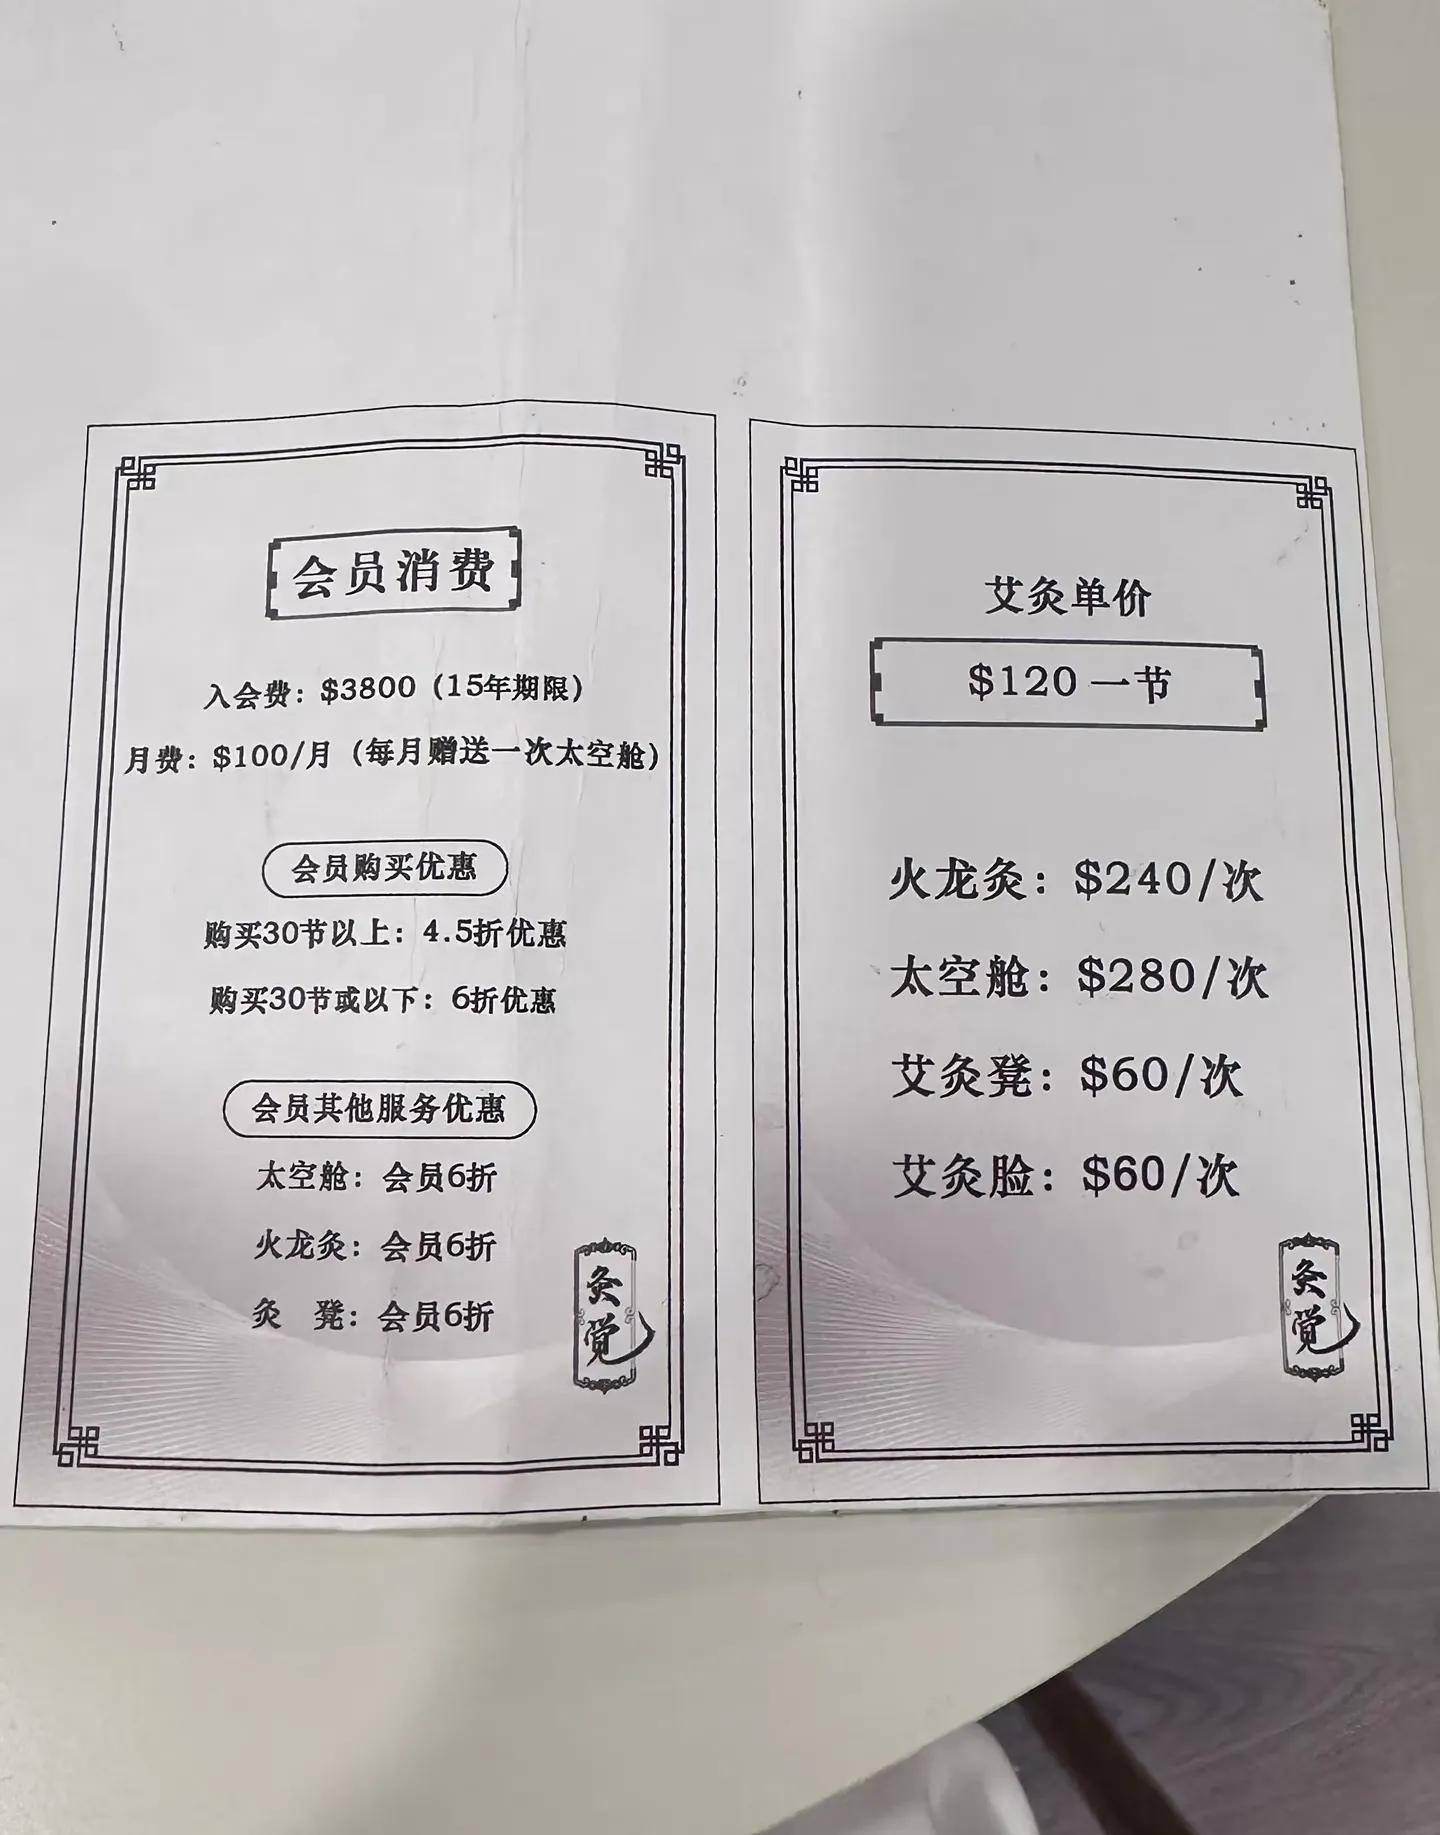 会员消费
入会费：$3800（15年期限）
月费：$100/月（每月赠送一次太空舱）
会员购买优惠
购买30节以上：4.5折优惠
购买30节或以下：6折优惠
会员其他服务优惠
太空舱：会员6折
火龙灸：会员6折
灸　凳：会员6折
灸觉
艾灸单价
$120一节
火龙灸：$240/次
太空舱：$280/次
艾灸凳：$60/次
艾灸脸：$60/次
灸觉